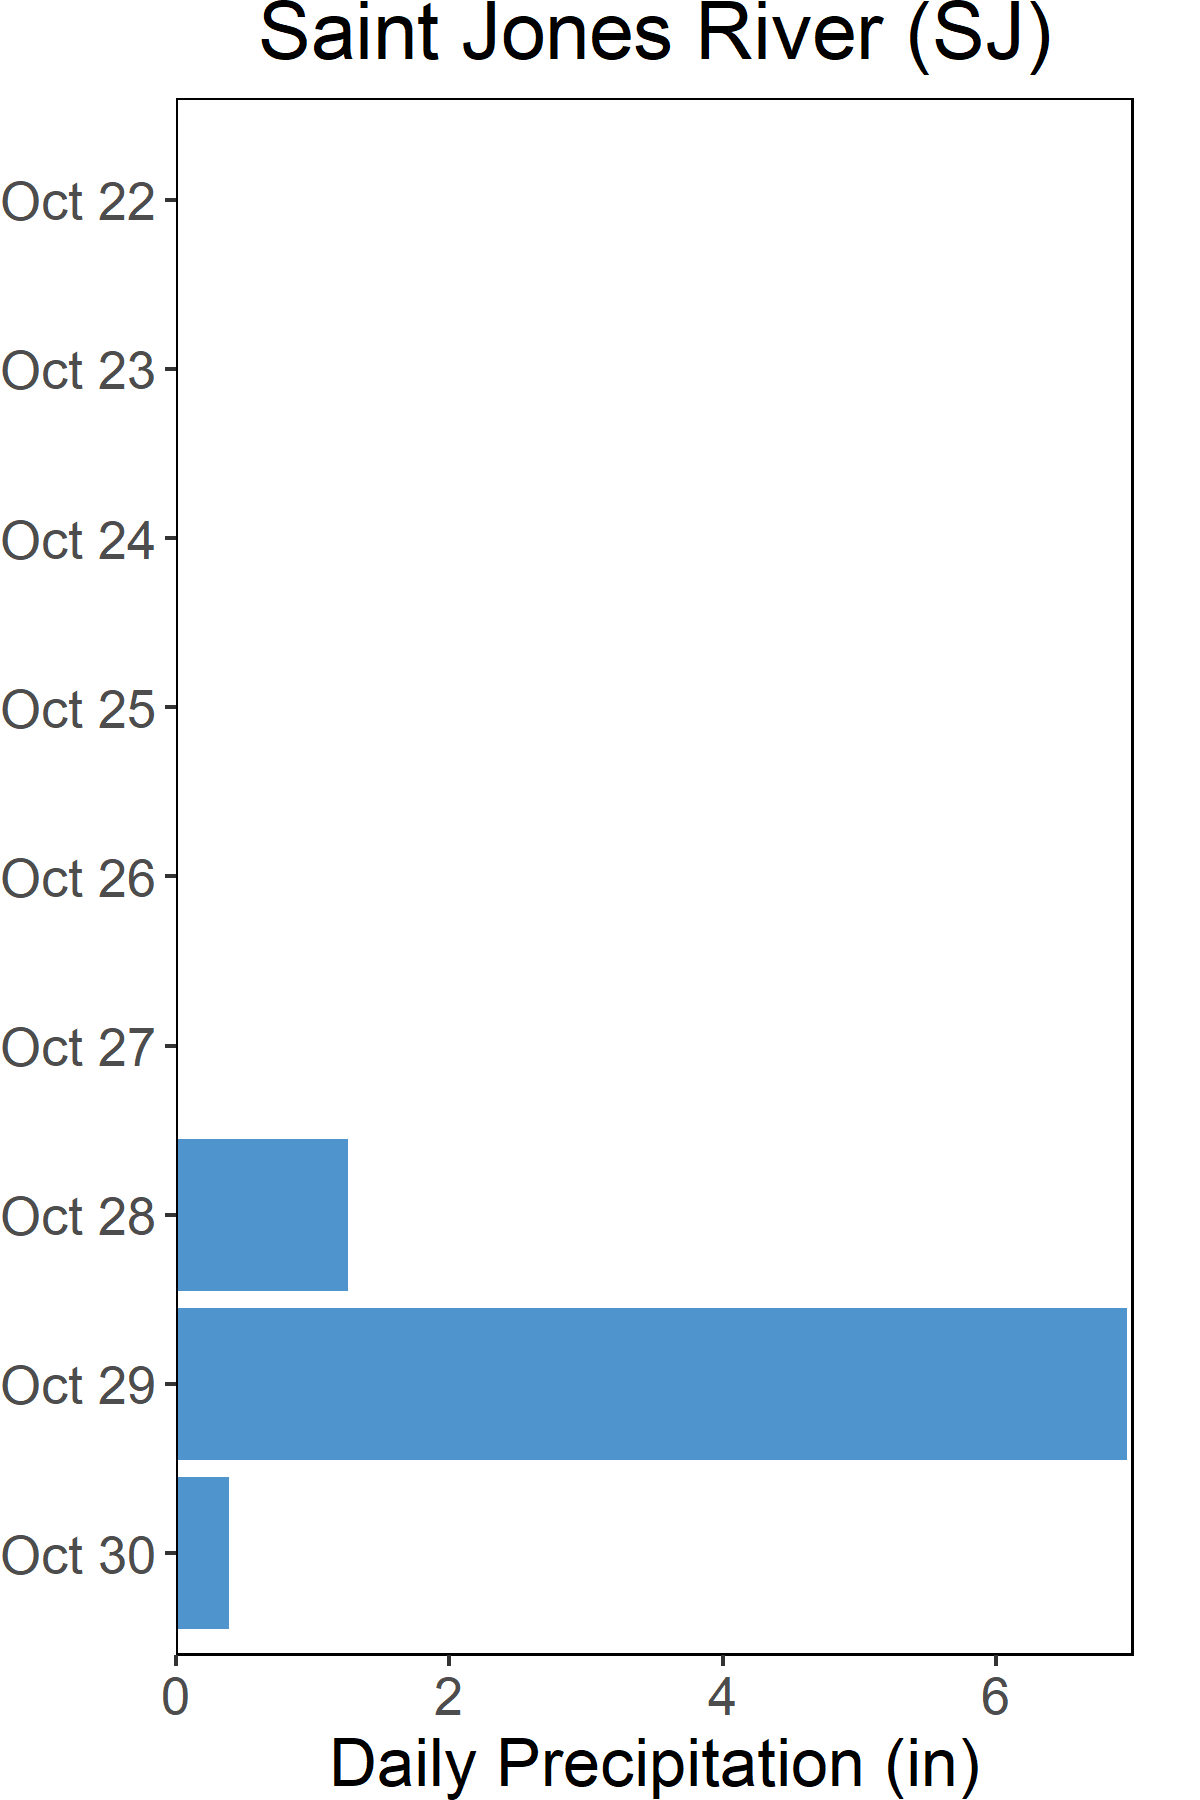 Saint Jones River (SJ)
Oct 22
Oct 23
Oct 24
Oct 25
Oct 26
Oct 27
Oct 28
Oct 29
Oct 30
0 2 4 6
Daily Precipitation (in)